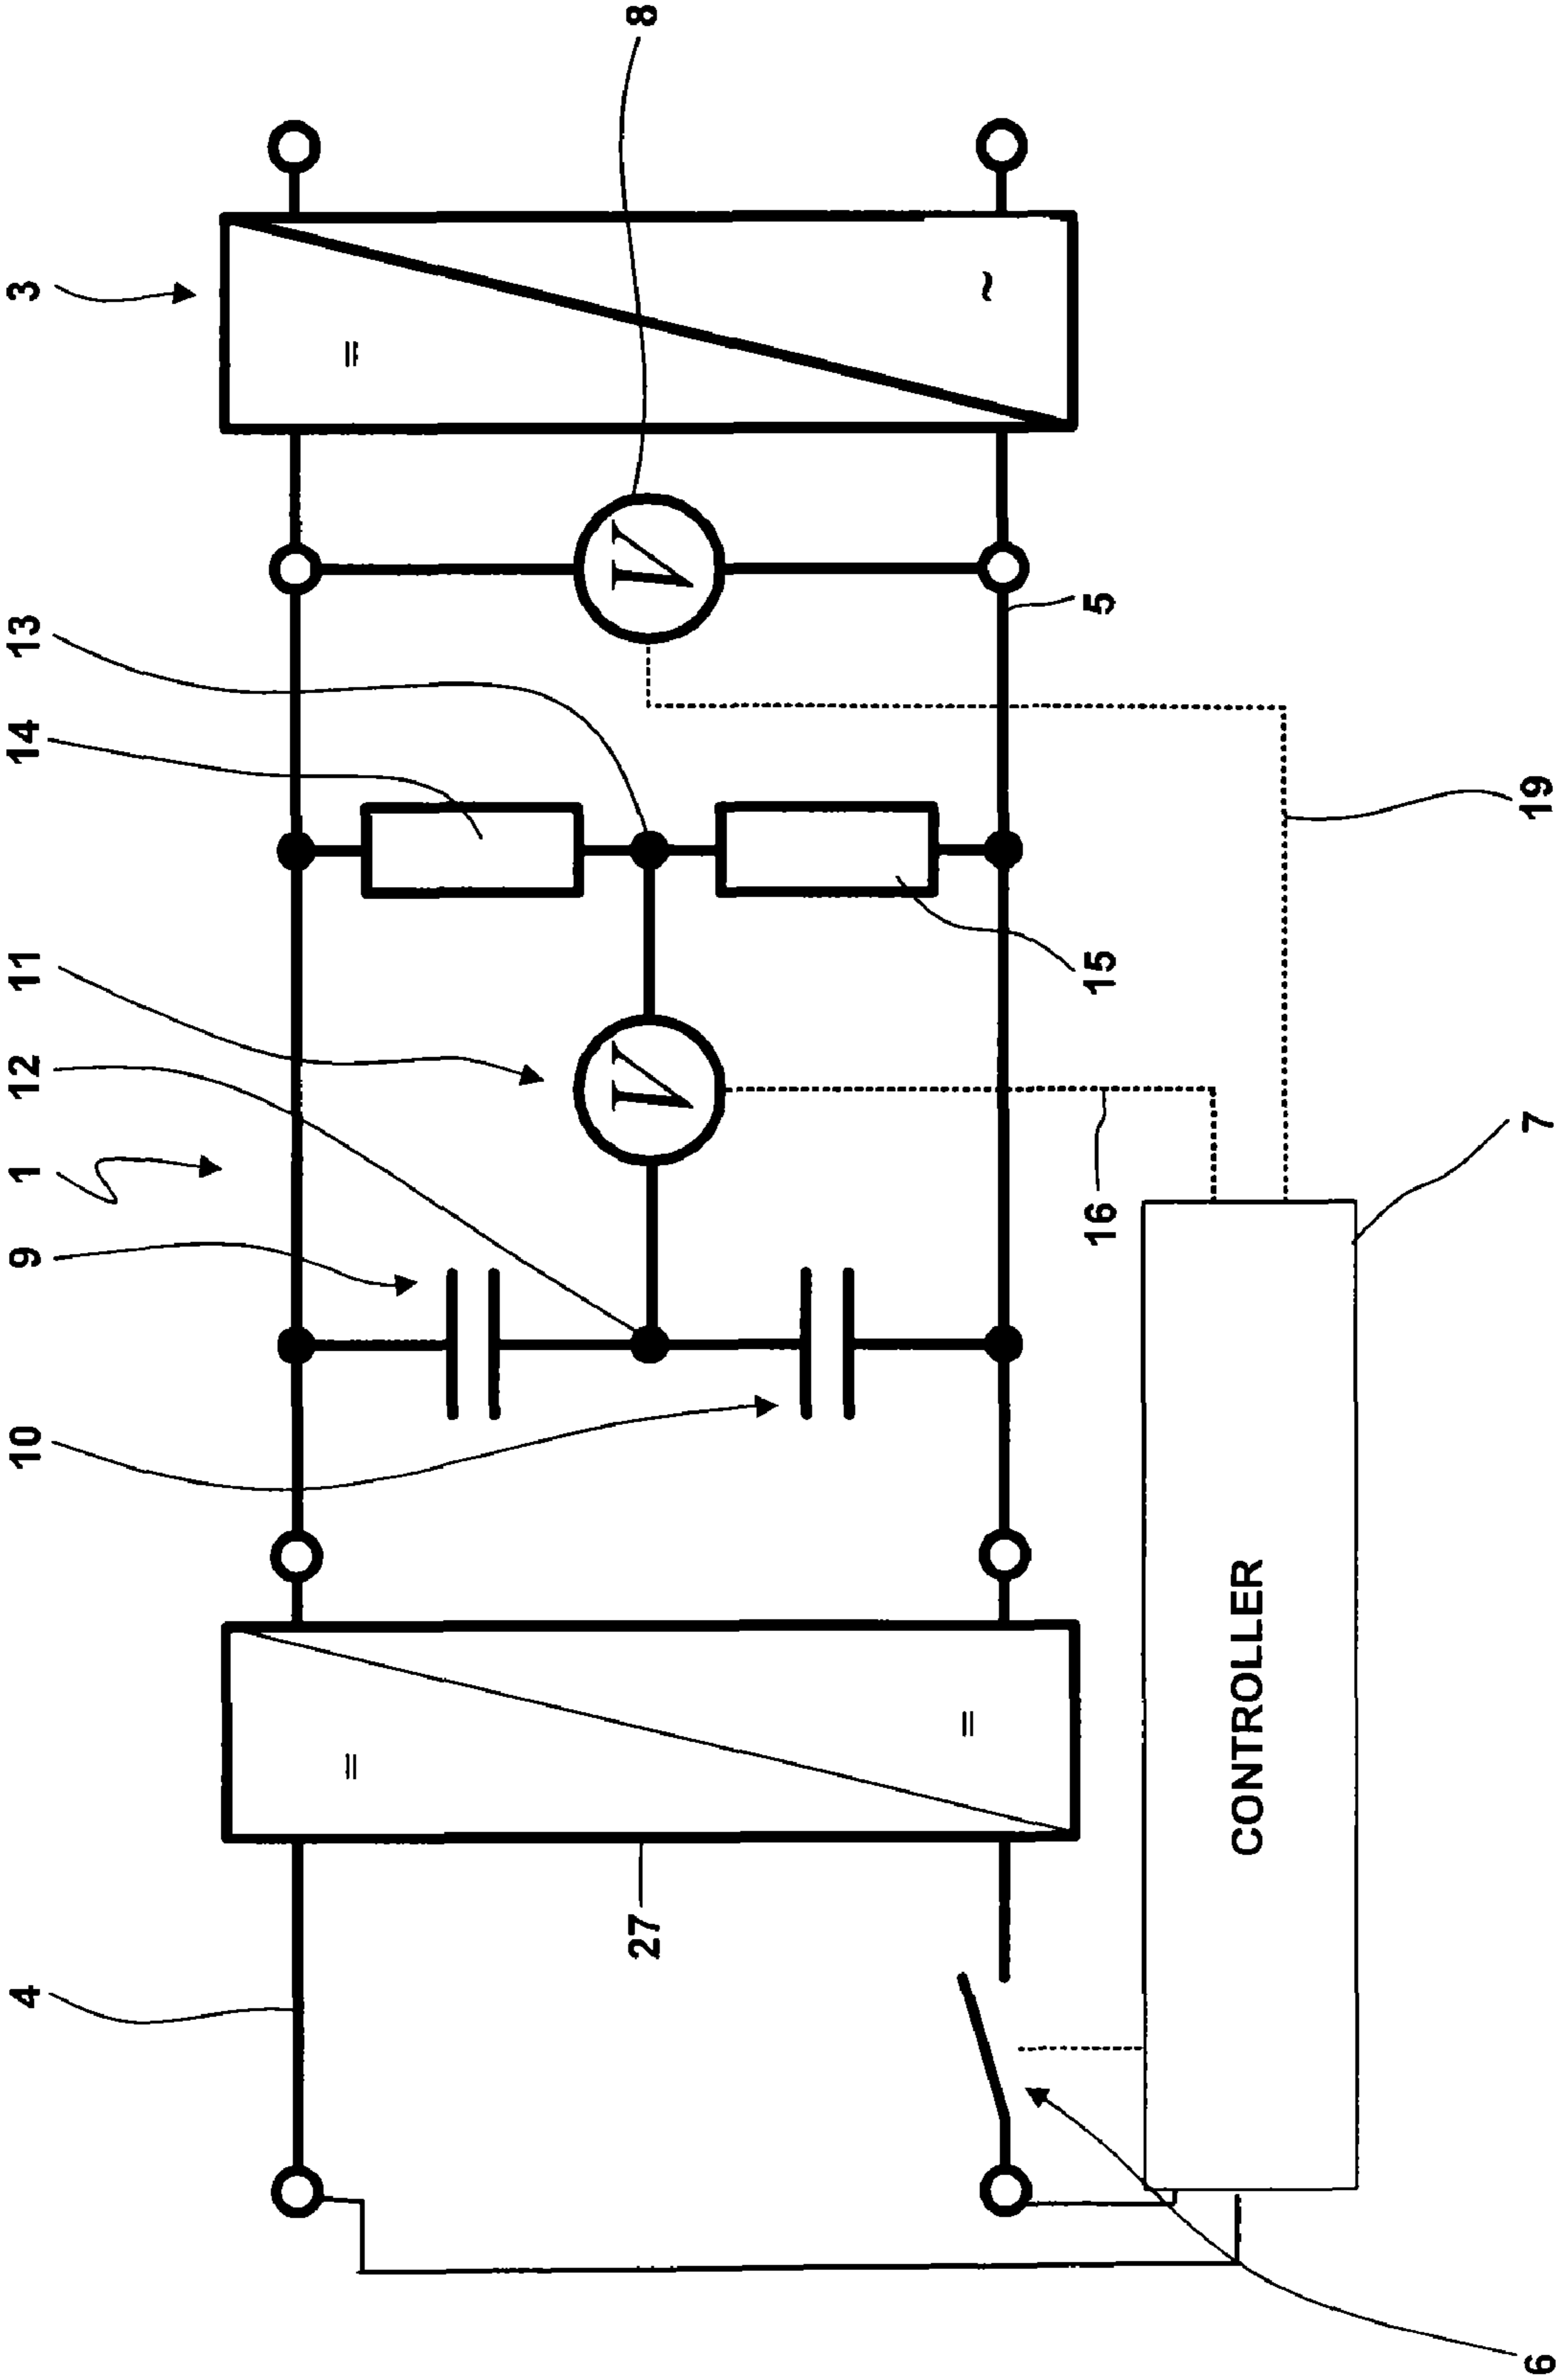 4 10 9 1 12 11 14 13 3
= =
27 V V 8
= ~
16 15 5
CONTROLLER
6 7 19